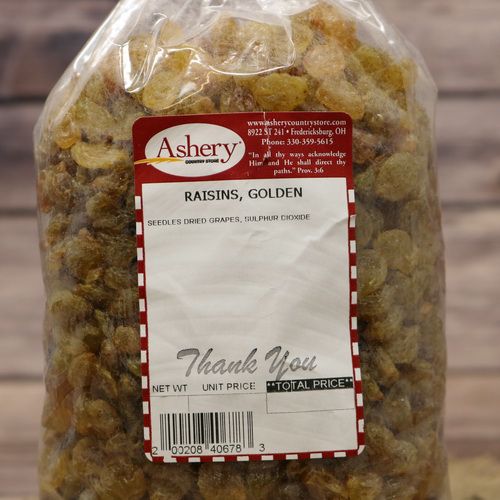 Ashery®
COUNTRY STORE
www.asherycountrystore.com
8922 ST 241 • Fredericksburg, OH
Phone: 330-359-5615
"In all thy ways acknowledge
Him and He shall direct thy
paths." Prov. 3:6
RAISINS, GOLDEN
SEEDLES DRIED GRAPES, SULPHUR DIOXIDE
Thank You
NET WT UNIT PRICE **TOTAL PRICE**
2 00208 40678 3